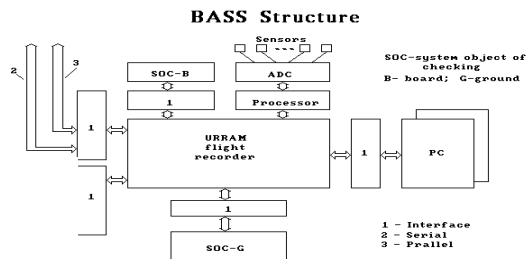 BASS Structure
Sensors
2
3
SOC-B
ADC
SOC-system object of
checking
B- board; G-ground
1
1
Processor
URRAM
flight
recorder
1
PC
1
1
SOC-G
1 - Interface
2 - Serial
3 - Prallel